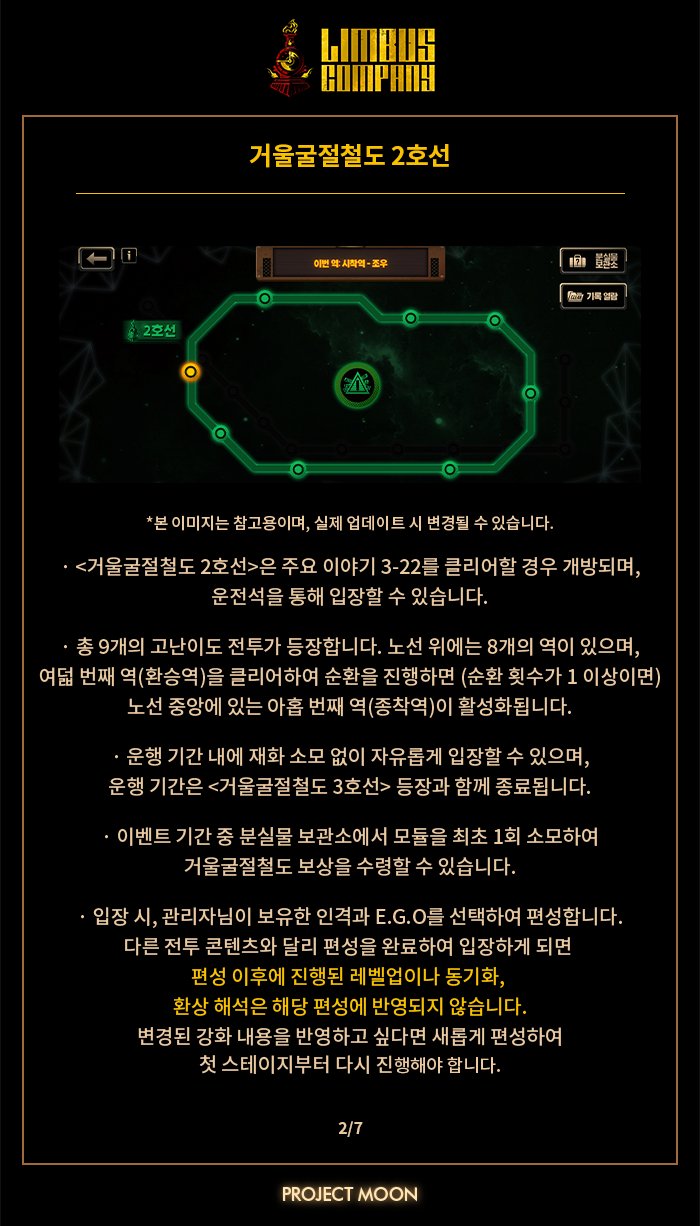 LIMBUS
COMPANY
거울굴절철도 2호선
이번 역: 시작역 - 조우
분실물
보관소
기록 열람
2호선
*본 이미지는 참고용이며, 실제 업데이트 시 변경될 수 있습니다.
· <거울굴절철도 2호선>은 주요 이야기 3-22를 클리어할 경우 개방되며,
운전석을 통해 입장할 수 있습니다.
· 총 9개의 고난이도 전투가 등장합니다. 노선 위에는 8개의 역이 있으며,
여덟 번째 역(환승역)을 클리어하여 순환을 진행하면 (순환 횟수가 1 이상이면)
노선 중앙에 있는 아홉 번째 역(종착역)이 활성화됩니다.
· 운행 기간 내에 재화 소모 없이 자유롭게 입장할 수 있으며,
운행 기간은 <거울굴절철도 3호선> 등장과 함께 종료됩니다.
· 이벤트 기간 중 분실물 보관소에서 모듈을 최초 1회 소모하여
거울굴절철도 보상을 수령할 수 있습니다.
· 입장 시, 관리자님이 보유한 인격과 E.G.O를 선택하여 편성합니다.
다른 전투 콘텐츠와 달리 편성을 완료하여 입장하게 되면
편성 이후에 진행된 레벨업이나 동기화,
환상 해석은 해당 편성에 반영되지 않습니다.
변경된 강화 내용을 반영하고 싶다면 새롭게 편성하여
첫 스테이지부터 다시 진행해야 합니다.
2/7
PROJECT MOON